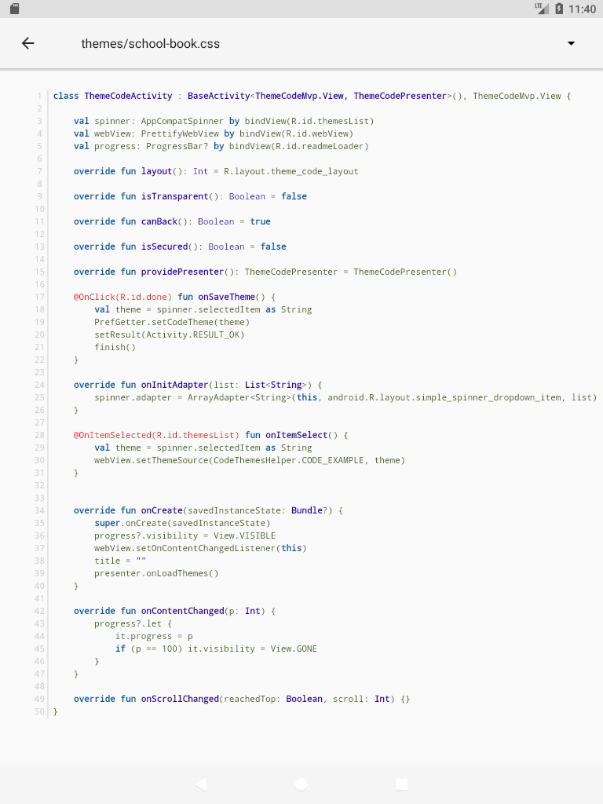 LTE 11:40
themes/school-book.css
1 class ThemeCodeActivity : BaseActivity<ThemeCodeMvp.View, ThemeCodePresenter>(), ThemeCodeMvp.View {
2
3     val spinner: AppCompatSpinner by bindView(R.id.themesList)
4     val webView: PrettifyWebView by bindView(R.id.webView)
5     val progress: ProgressBar? by bindView(R.id.readmeLoader)
6
7     override fun layout(): Int = R.layout.theme_code_layout
8
9     override fun isTransparent(): Boolean = false
10
11     override fun canBack(): Boolean = true
12
13     override fun isSecured(): Boolean = false
14
15     override fun providePresenter(): ThemeCodePresenter = ThemeCodePresenter()
16
17     @OnClick(R.id.done) fun onSaveTheme() {
18         val theme = spinner.selectedItem as String
19         PrefGetter.setCodeTheme(theme)
20         setResult(Activity.RESULT_OK)
21         finish()
22     }
23
24     override fun onInitAdapter(list: List<String>) {
25         spinner.adapter = ArrayAdapter<String>(this, android.R.layout.simple_spinner_dropdown_item, list)
26     }
27
28     @OnItemSelected(R.id.themesList) fun onItemSelect() {
29         val theme = spinner.selectedItem as String
30         webView.setThemeSource(CodeThemesHelper.CODE_EXAMPLE, theme)
31     }
32
33
34     override fun onCreate(savedInstanceState: Bundle?) {
35         super.onCreate(savedInstanceState)
36         progress?.visibility = View.VISIBLE
37         webView.setOnContentChangedListener(this)
38         title = ""
39         presenter.onLoadThemes()
40     }
41
42     override fun onContentChanged(p: Int) {
43         progress?.let {
44             it.progress = p
45             if (p == 100) it.visibility = View.GONE
46         }
47     }
48
49     override fun onScrollChanged(reachedTop: Boolean, scroll: Int) {}
50 }